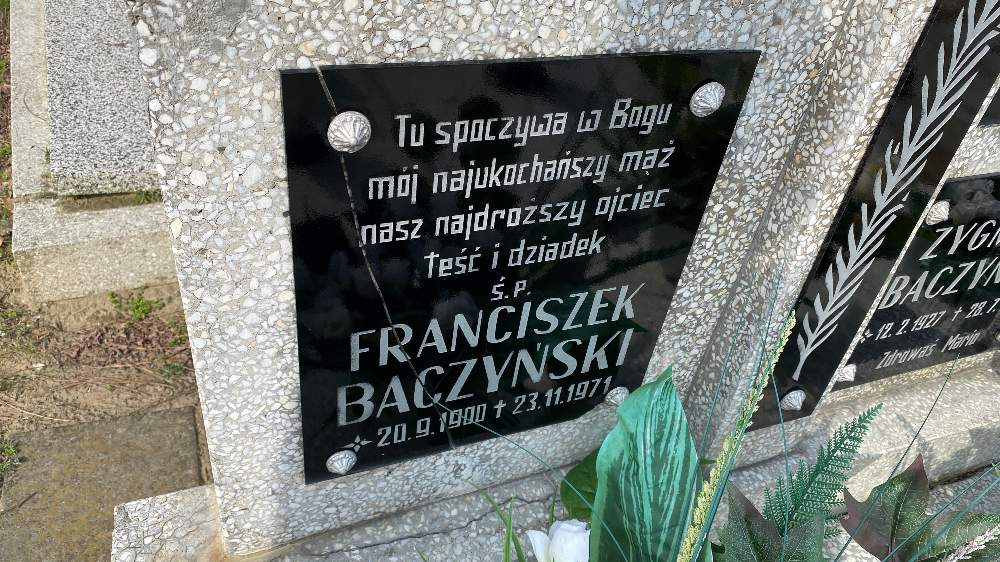 Tu spoczywa w Bogu
mój najukochańszy mąż
nasz najdroższy ojciec
teść i dziadek
ś.p.
FRANCISZEK
BACZYŃSKI
20.9.1900 † 23.11.1971
BACZYŃ
12.2.1927 †
Zdrowaś Mario